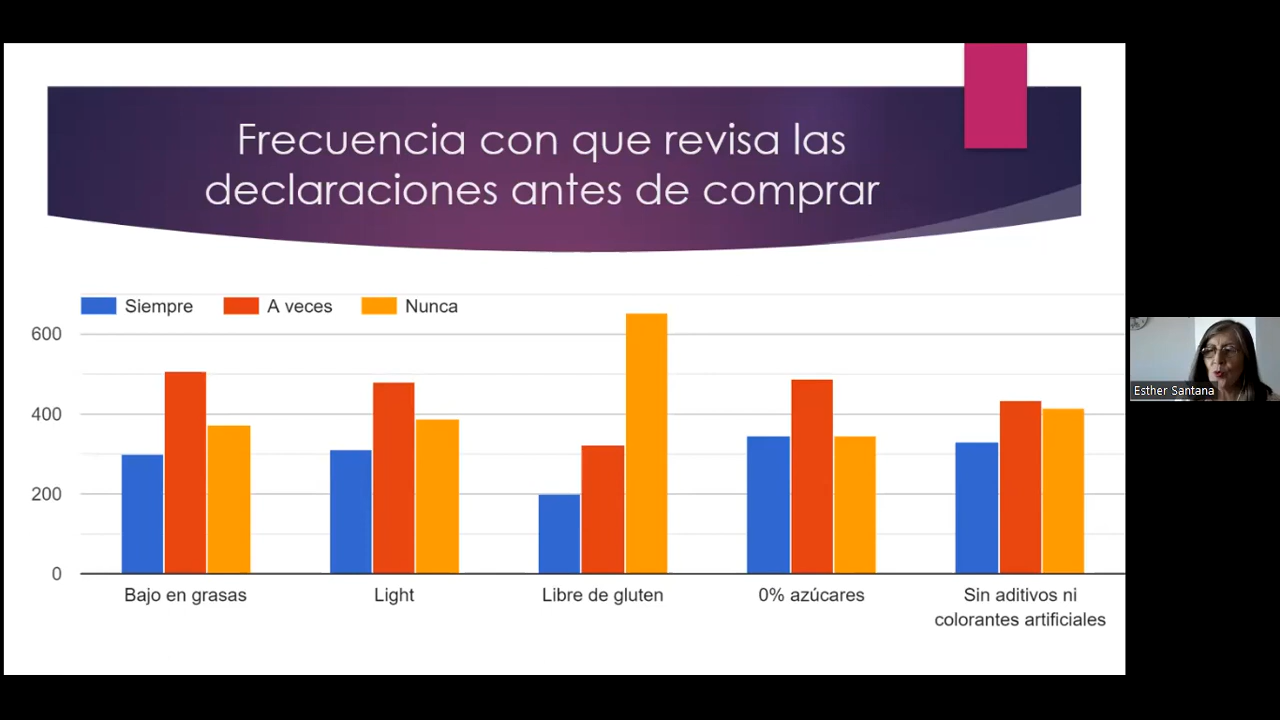 Frecuencia con que revisa las
declaraciones antes de comprar
Siempre
A veces
Nunca
600
400
200
0
Bajo en grasas
Light
Libre de gluten
0% azúcares
Sin aditivos ni
colorantes artificiales
Esther Santana